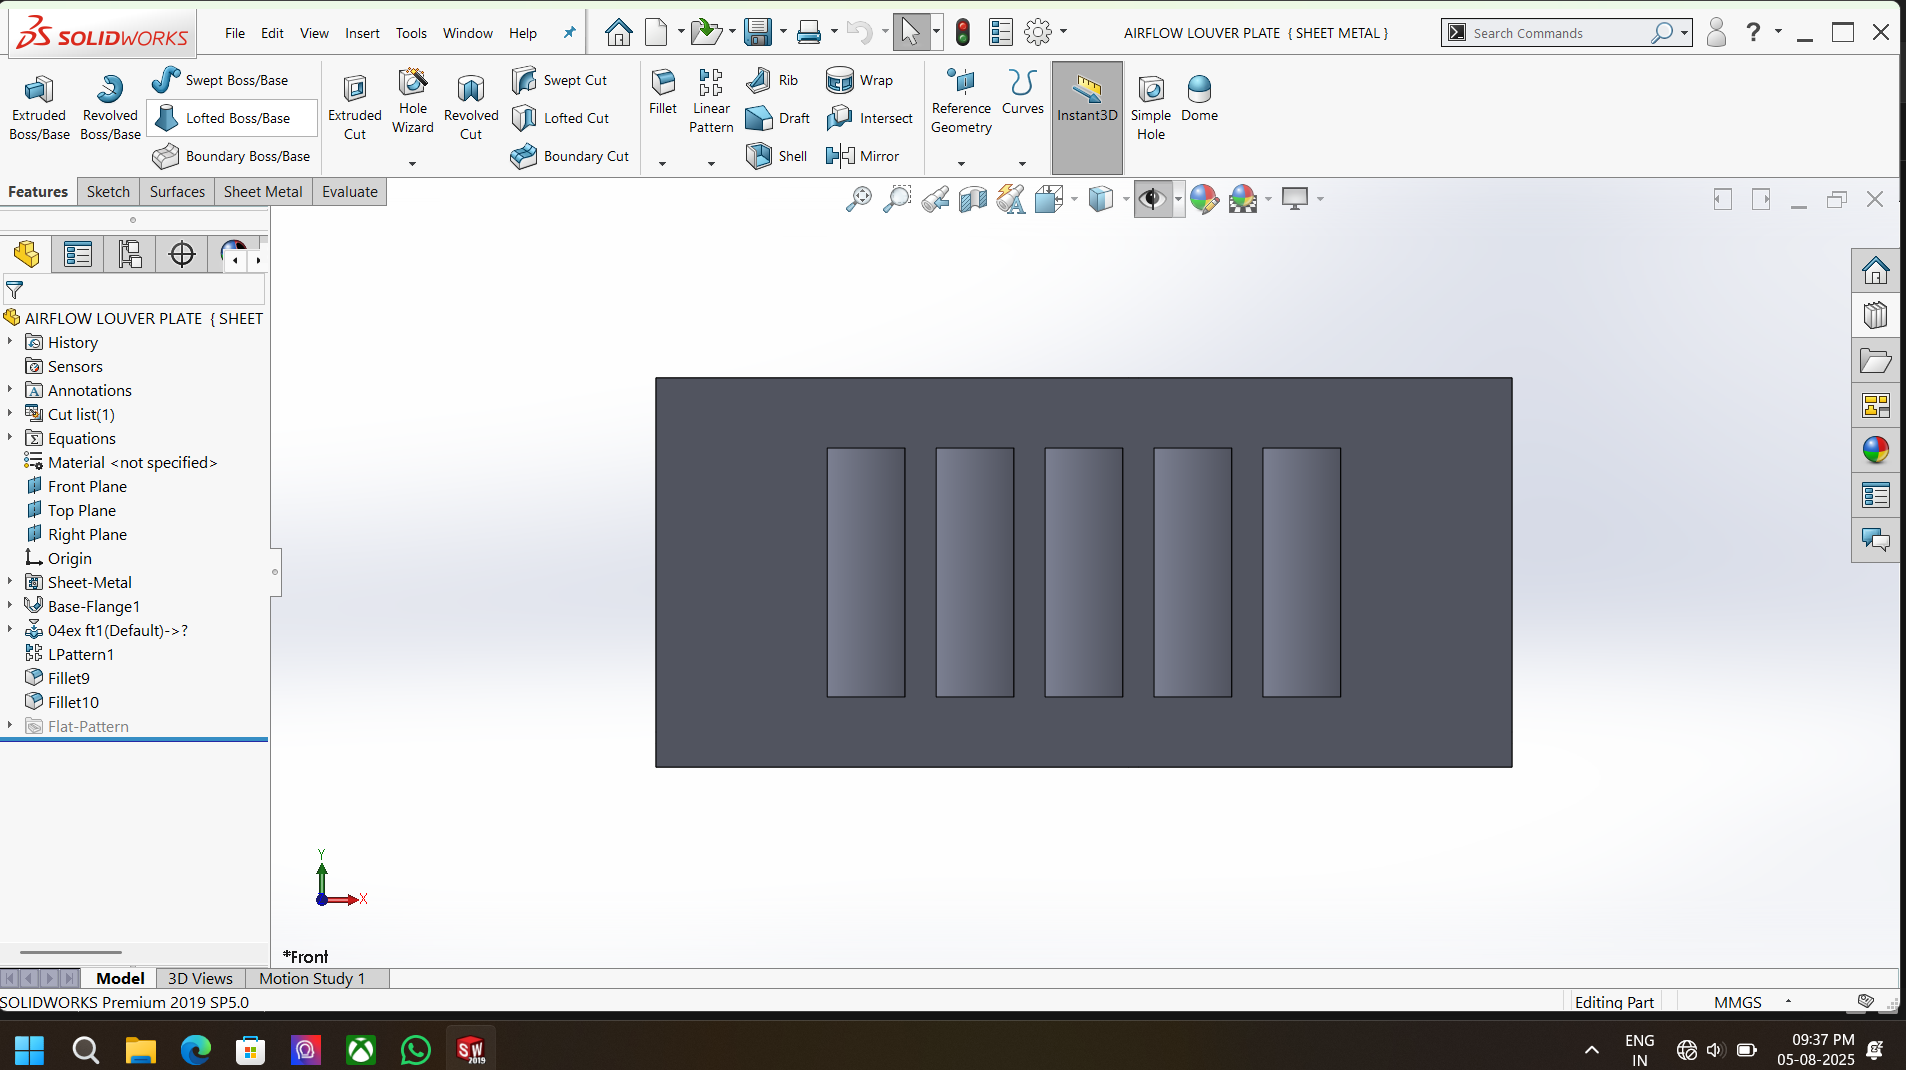 SOLIDWORKS
File Edit View Insert Tools Window Help
AIRFLOW LOUVER PLATE { SHEET METAL }
Search Commands
?
Extruded Boss/Base
Revolved Boss/Base
Swept Boss/Base
Lofted Boss/Base
Boundary Boss/Base
Extruded Cut
Hole Wizard
Revolved Cut
Swept Cut
Lofted Cut
Boundary Cut
Fillet
Linear Pattern
Rib
Draft
Shell
Wrap
Intersect
Mirror
Reference Geometry
Curves
Instant3D
Simple Hole
Dome
Features Sketch Surfaces Sheet Metal Evaluate
AIRFLOW LOUVER PLATE { SHEET
History
Sensors
Annotations
Cut list(1)
Equations
Material <not specified>
Front Plane
Top Plane
Right Plane
Origin
Sheet-Metal
Base-Flange1
04ex ft1(Default)->?
LPattern1
Fillet9
Fillet10
Flat-Pattern
Y
X
*Front
Model 3D Views Motion Study 1
SOLIDWORKS Premium 2019 SP5.0
Editing Part
MMGS
SW 2019
ENG
IN
09:37 PM
05-08-2025